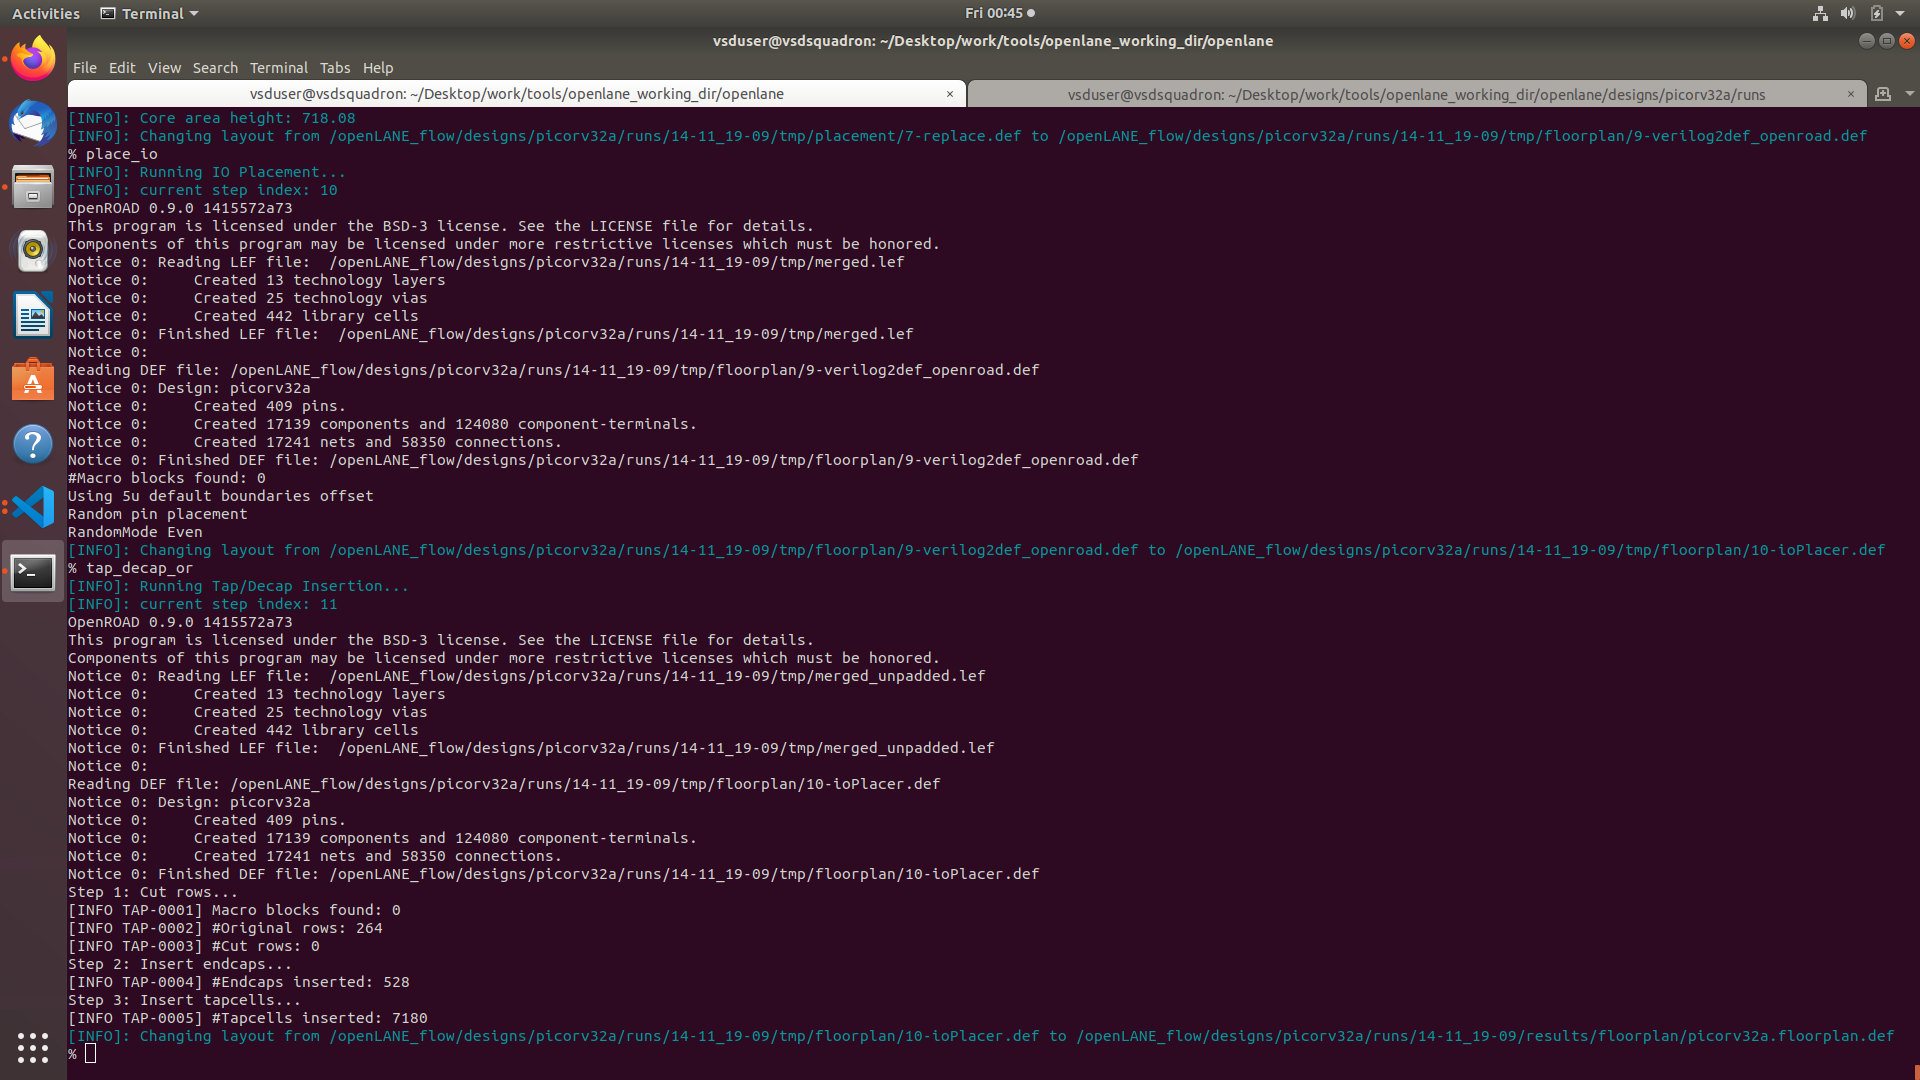 Activities
Terminal
Fri 00:45
vsduser@vsdsquadron: ~/Desktop/work/tools/openlane_working_dir/openlane
File Edit View Search Terminal Tabs Help
vsduser@vsdsquadron: ~/Desktop/work/tools/openlane_working_dir/openlane ×
vsduser@vsdsquadron: ~/Desktop/work/tools/openlane_working_dir/openlane/designs/picorv32a/runs ×
[INFO]: Core area height: 718.08
[INFO]: Changing layout from /openLANE_flow/designs/picorv32a/runs/14-11_19-09/tmp/placement/7-replace.def to /openLANE_flow/designs/picorv32a/runs/14-11_19-09/tmp/floorplan/9-verilog2def_openroad.def
% place_io
[INFO]: Running IO Placement...
[INFO]: current step index: 10
OpenROAD 0.9.0 1415572a73
This program is licensed under the BSD-3 license. See the LICENSE file for details.
Components of this program may be licensed under more restrictive licenses which must be honored.
Notice 0: Reading LEF file:  /openLANE_flow/designs/picorv32a/runs/14-11_19-09/tmp/merged.lef
Notice 0:     Created 13 technology layers
Notice 0:     Created 25 technology vias
Notice 0:     Created 442 library cells
Notice 0: Finished LEF file:  /openLANE_flow/designs/picorv32a/runs/14-11_19-09/tmp/merged.lef
Notice 0:
Reading DEF file: /openLANE_flow/designs/picorv32a/runs/14-11_19-09/tmp/floorplan/9-verilog2def_openroad.def
Notice 0: Design: picorv32a
Notice 0:     Created 409 pins.
Notice 0:     Created 17139 components and 124080 component-terminals.
Notice 0:     Created 17241 nets and 58350 connections.
Notice 0: Finished DEF file: /openLANE_flow/designs/picorv32a/runs/14-11_19-09/tmp/floorplan/9-verilog2def_openroad.def
#Macro blocks found: 0
Using 5u default boundaries offset
Random pin placement
RandomMode Even
[INFO]: Changing layout from /openLANE_flow/designs/picorv32a/runs/14-11_19-09/tmp/floorplan/9-verilog2def_openroad.def to /openLANE_flow/designs/picorv32a/runs/14-11_19-09/tmp/floorplan/10-ioPlacer.def
% tap_decap_or
[INFO]: Running Tap/Decap Insertion...
[INFO]: current step index: 11
OpenROAD 0.9.0 1415572a73
This program is licensed under the BSD-3 license. See the LICENSE file for details.
Components of this program may be licensed under more restrictive licenses which must be honored.
Notice 0: Reading LEF file:  /openLANE_flow/designs/picorv32a/runs/14-11_19-09/tmp/merged_unpadded.lef
Notice 0:     Created 13 technology layers
Notice 0:     Created 25 technology vias
Notice 0:     Created 442 library cells
Notice 0: Finished LEF file:  /openLANE_flow/designs/picorv32a/runs/14-11_19-09/tmp/merged_unpadded.lef
Notice 0:
Reading DEF file: /openLANE_flow/designs/picorv32a/runs/14-11_19-09/tmp/floorplan/10-ioPlacer.def
Notice 0: Design: picorv32a
Notice 0:     Created 409 pins.
Notice 0:     Created 17139 components and 124080 component-terminals.
Notice 0:     Created 17241 nets and 58350 connections.
Notice 0: Finished DEF file: /openLANE_flow/designs/picorv32a/runs/14-11_19-09/tmp/floorplan/10-ioPlacer.def
Step 1: Cut rows...
[INFO TAP-0001] Macro blocks found: 0
[INFO TAP-0002] #Original rows: 264
[INFO TAP-0003] #Cut rows: 0
Step 2: Insert endcaps...
[INFO TAP-0004] #Endcaps inserted: 528
Step 3: Insert tapcells...
[INFO TAP-0005] #Tapcells inserted: 7180
[INFO]: Changing layout from /openLANE_flow/designs/picorv32a/runs/14-11_19-09/tmp/floorplan/10-ioPlacer.def to /openLANE_flow/designs/picorv32a/runs/14-11_19-09/results/floorplan/picorv32a.floorplan.def
%